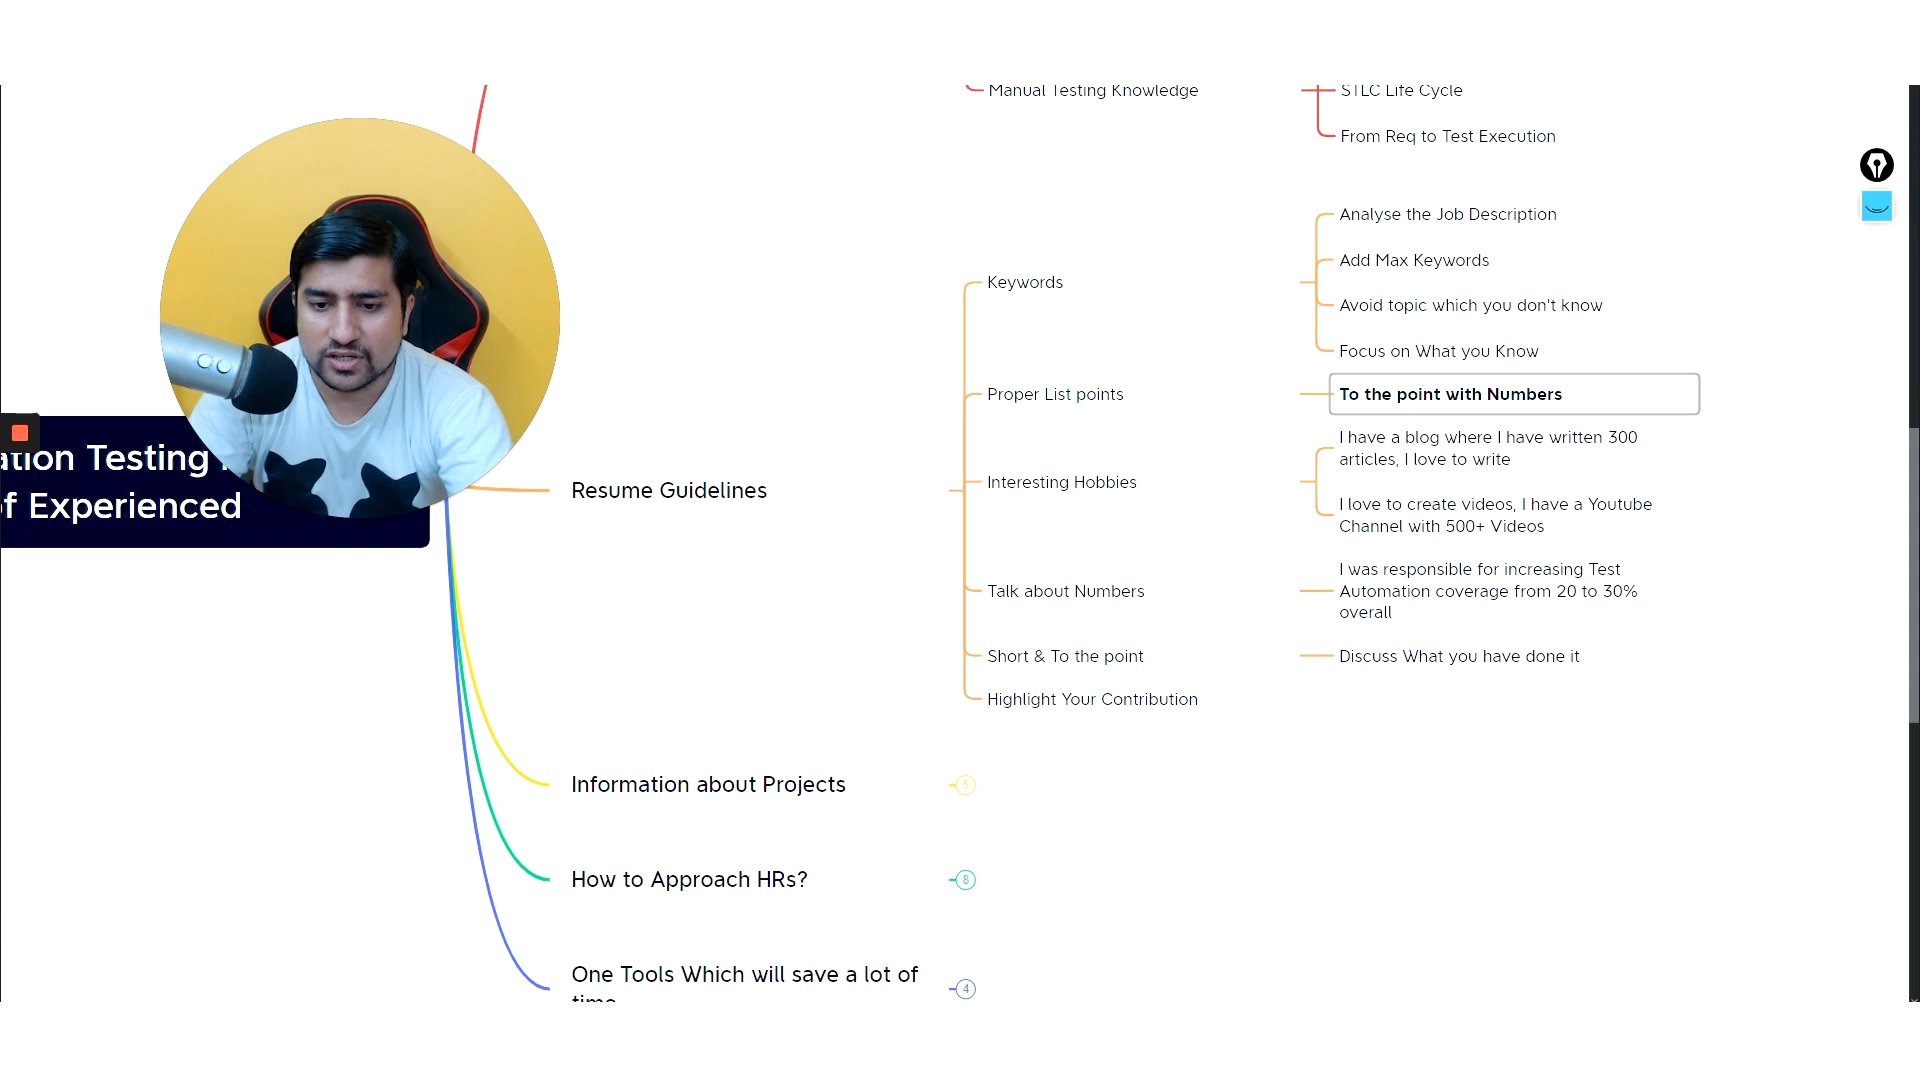 Manual Testing Knowledge
STLC Life Cycle
From Req to Test Execution
Analyse the Job Description
Add Max Keywords
Keywords
Avoid topic which you don't know
Focus on What you Know
Proper List points
To the point with Numbers
I have a blog where I have written 300
articles, I love to write
Interesting Hobbies
I love to create videos, I have a Youtube
Channel with 500+ Videos
Testing
of Experienced
Resume Guidelines
I was responsible for increasing Test
Talk about Numbers
Automation coverage from 20 to 30%
overall
Short & To the point
Discuss What you have done it
Highlight Your Contribution
Information about Projects
5
How to Approach HRs?
8
One Tools Which will save a lot of
time
4